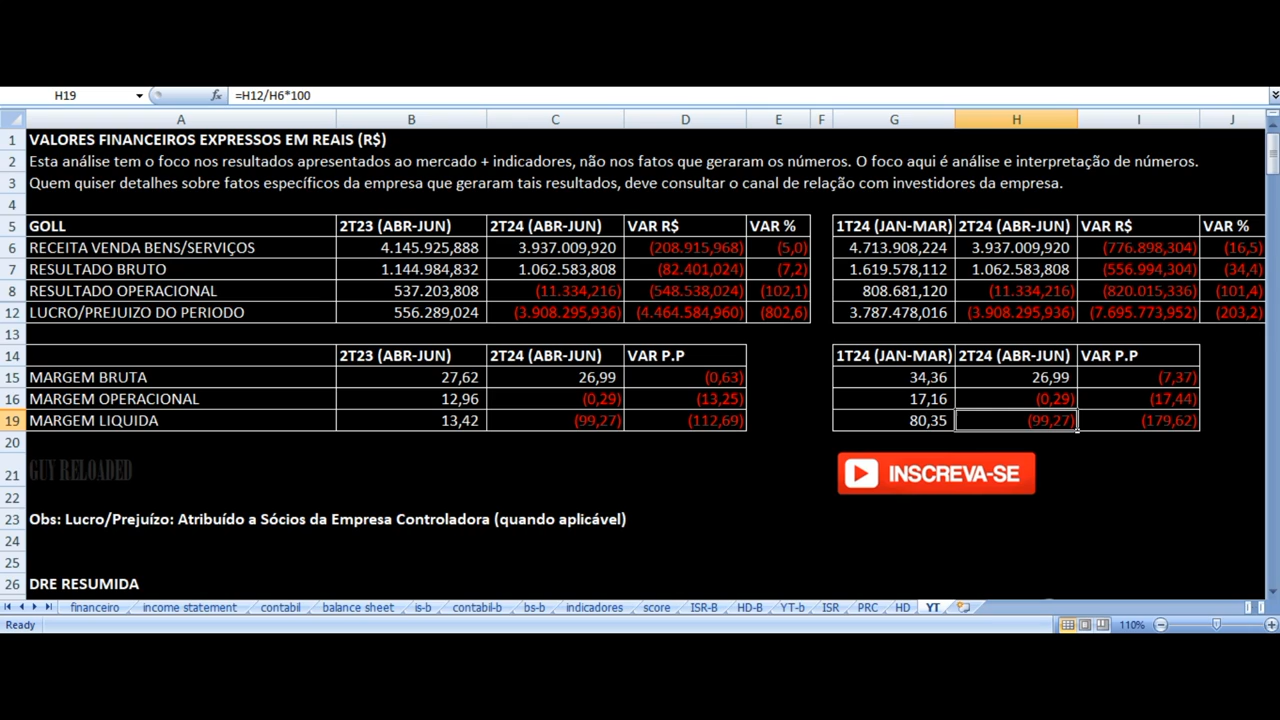 H19 fx =H12/H6*100
A B C D E F G H I J
1 VALORES FINANCEIROS EXPRESSOS EM REAIS (R$)
2 Esta análise tem o foco nos resultados apresentados ao mercado + indicadores, não nos fatos que geraram os números. O foco aqui é análise e interpretação de números.
3 Quem quiser detalhes sobre fatos específicos da empresa que geraram tais resultados, deve consultar o canal de relação com investidores da empresa.
4
5 GOLL 2T23 (ABR-JUN) 2T24 (ABR-JUN) VAR R$ VAR % 1T24 (JAN-MAR) 2T24 (ABR-JUN) VAR R$ VAR %
6 RECEITA VENDA BENS/SERVIÇOS 4.145.925,888 3.937.009,920 (208.915,968) (5,0) 4.713.908,224 3.937.009,920 (776.898,304) (16,5)
7 RESULTADO BRUTO 1.144.984,832 1.062.583,808 (82.401,024) (7,2) 1.619.578,112 1.062.583,808 (556.994,304) (34,4)
8 RESULTADO OPERACIONAL 537.203,808 (11.334,216) (548.538,024) (102,1) 808.681,120 (11.334,216) (820.015,336) (101,4)
12 LUCRO/PREJUIZO DO PERIODO 556.289,024 (3.908.295,936) (4.464.584,960) (802,6) 3.787.478,016 (3.908.295,936) (7.695.773,952) (203,2)
13
14 2T23 (ABR-JUN) 2T24 (ABR-JUN) VAR P.P 1T24 (JAN-MAR) 2T24 (ABR-JUN) VAR P.P
15 MARGEM BRUTA 27,62 26,99 (0,63) 34,36 26,99 (7,37)
16 MARGEM OPERACIONAL 12,96 (0,29) (13,25) 17,16 (0,29) (17,44)
19 MARGEM LIQUIDA 13,42 (99,27) (112,69) 80,35 (99,27) (179,62)
20
21 GUY RELOADED INSCREVA-SE
22
23 Obs: Lucro/Prejuízo: Atribuído a Sócios da Empresa Controladora (quando aplicável)
24
25
26 DRE RESUMIDA
financeiro income statement contabil balance sheet is-b contabil-b bs-b indicadores score ISR-B HD-B YT-b ISR PRC HD YT
Ready 110%